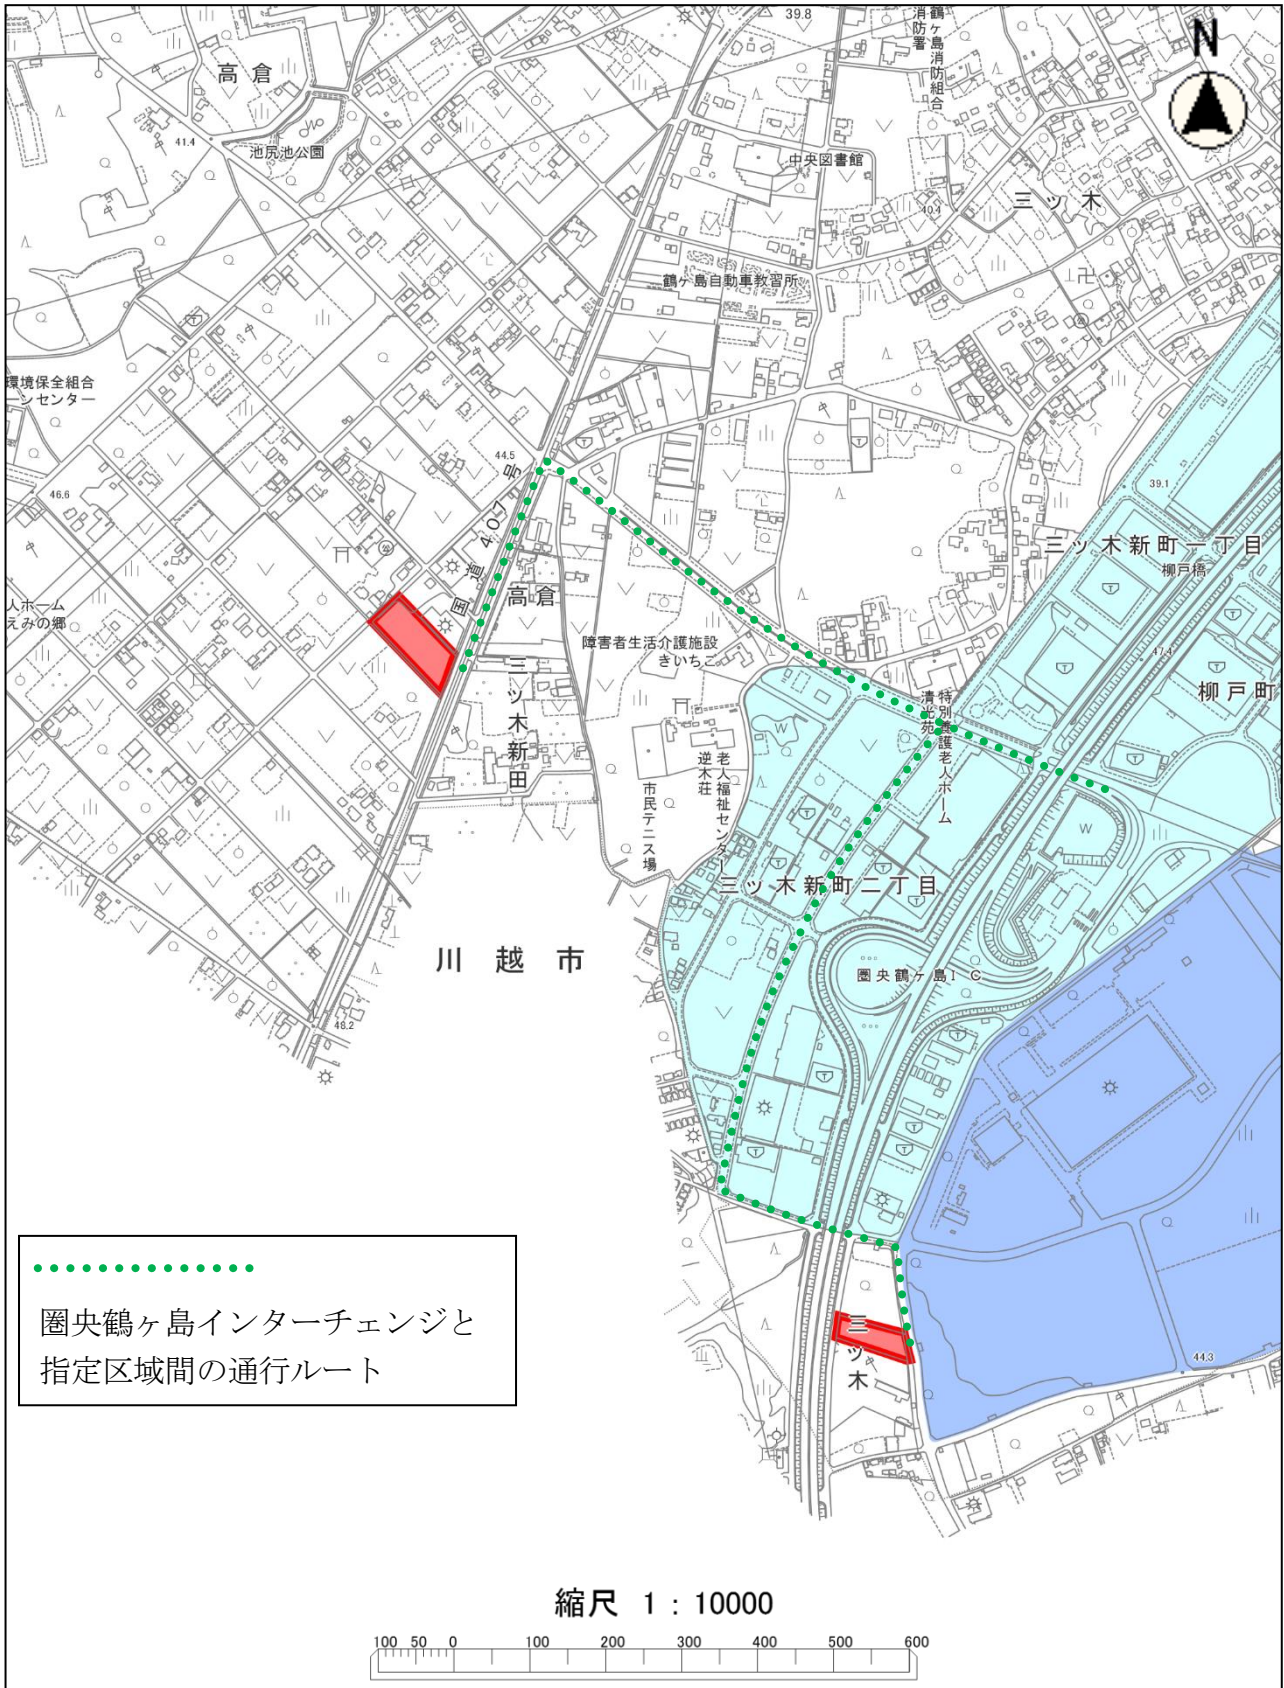 39.8
鶴ヶ島消防組合
消防署
N
高倉
41.4
池尻池公園
中央図書館
三ツ木
40.4
鶴ヶ島自動車教習所
環境保全組合
ーンセンター
44.5
46.6
39.1
国道407号
三ッ木新町一丁目
柳戸橋
高倉
人ホーム
えみの郷
障害者生活介護施設
きいちご
47.4
柳戸町
三ツ木新田
特別養護老人ホーム
清光苑
老人福祉センター
逆木荘
市民テニス場
W
W
三ッ木新町二丁目
川越市
圏央鶴ヶ島IC
48.2
圏央鶴ヶ島インターチェンジと
指定区域間の通行ルート
三ツ木
44.3
縮尺 1:10000
100 50 0 100 200 300 400 500 600